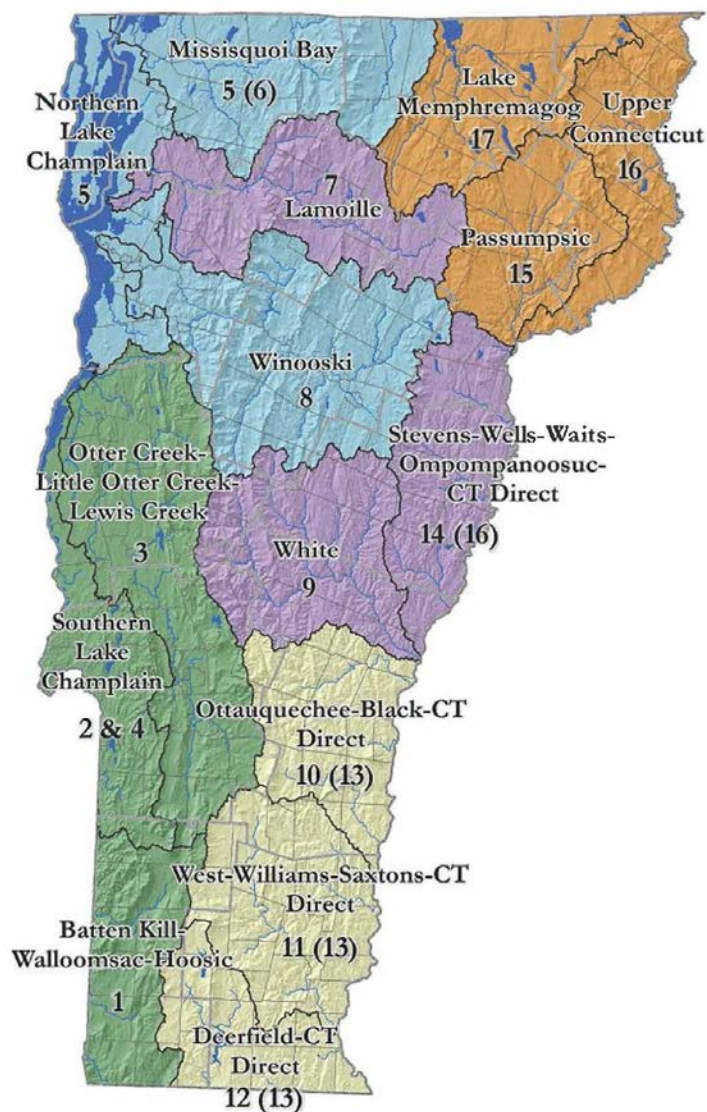 Missisquoi Bay
5 (6)
Northern
Lake
Champlain
5
Lake
Memphremagog
17
Upper
Connecticut
16
7
Lamoille
Passumpsic
15
Winooski
8
Stevens-Wells-Waits-
Ompompanoosuc-
CT Direct
14 (16)
Otter Creek-
Little Otter Creek-
Lewis Creek
3
White
9
Southern
Lake
Champlain
2 & 4
Ottauquechee-Black-CT
Direct
10 (13)
West-Williams-Saxtons-CT
Direct
11 (13)
Batten Kill-
Walloomsac-Hoosic
1
Deerfield-CT
Direct
12 (13)